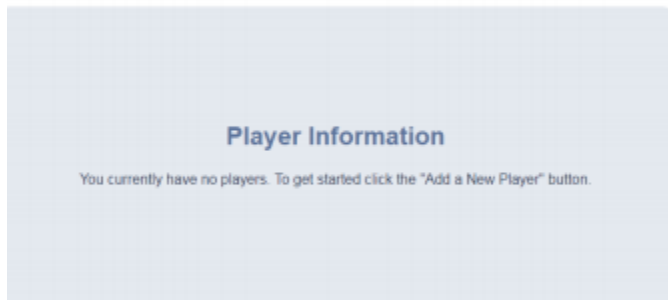 Player Information
You currently have no players. To get started click the "Add a New Player" button.